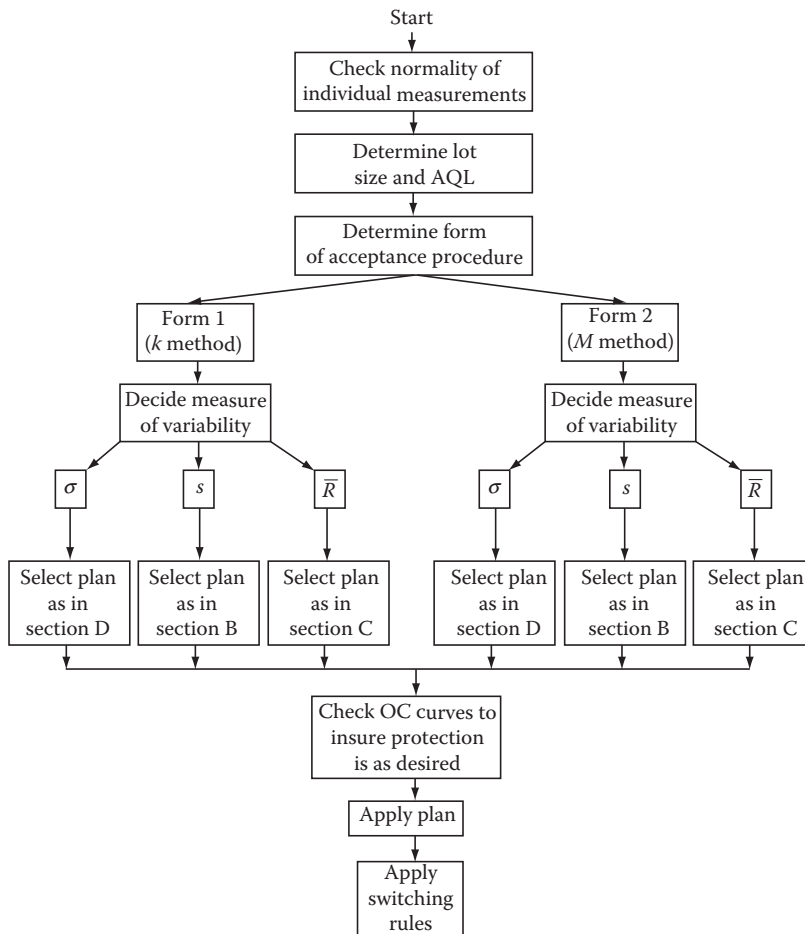 Start
Check normality of
individual measurements
Determine lot
size and AQL
Determine form
of acceptance procedure
Form 1
(k method)
Form 2
(M method)
Decide measure
of variability
Decide measure
of variability
σ
s
R̅
σ
s
R̅
Select plan
as in
section D
Select plan
as in
section B
Select plan
as in
section C
Select plan
as in
section D
Select plan
as in
section B
Select plan
as in
section C
Check OC curves to
insure protection
is as desired
Apply plan
Apply
switching
rules